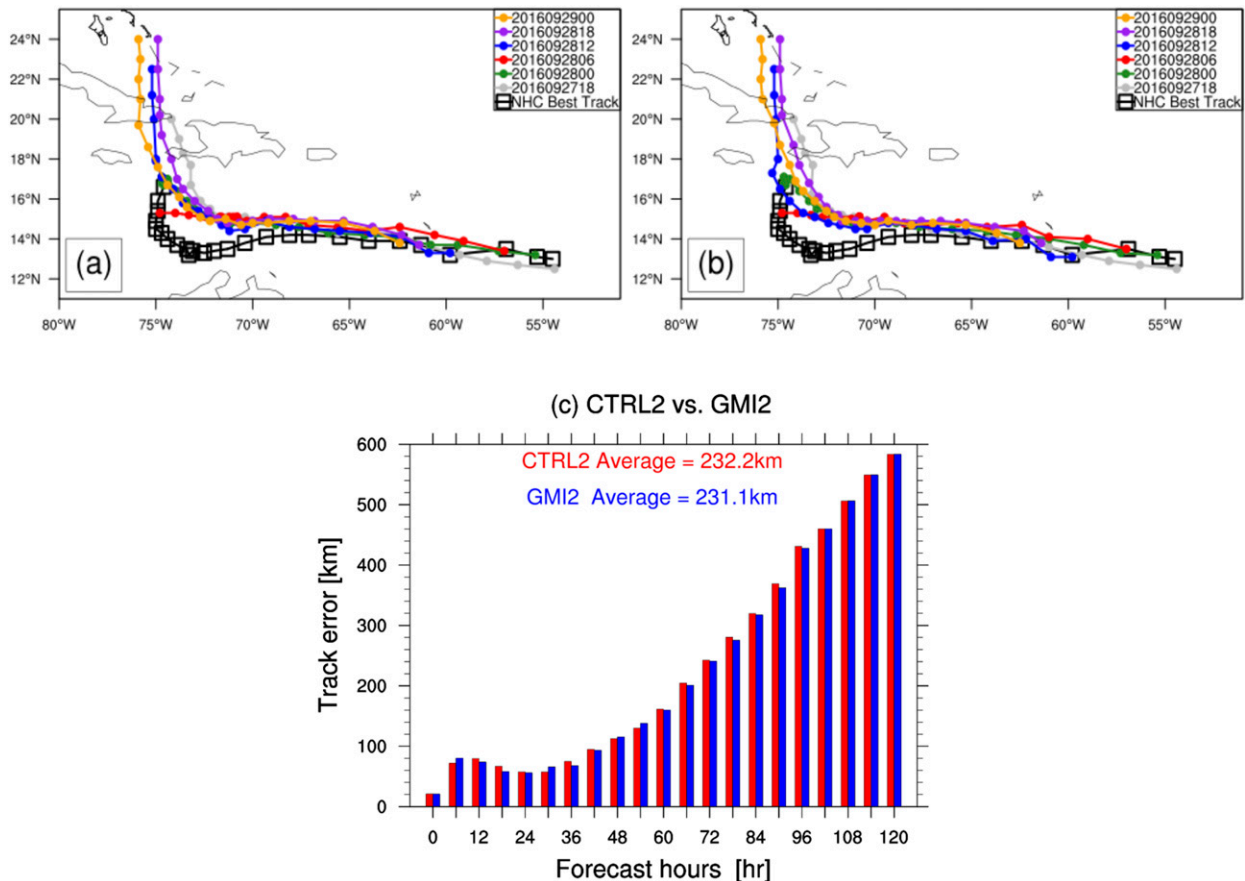 24°N
22°N
20°N
18°N
16°N
14°N
12°N
80°W 75°W 70°W 65°W 60°W 55°W
2016092900
2016092818
2016092812
2016092806
2016092800
2016092718
NHC Best Track
(a)
24°N
22°N
20°N
18°N
16°N
14°N
12°N
80°W 75°W 70°W 65°W 60°W 55°W
2016092900
2016092818
2016092812
2016092806
2016092800
2016092718
NHC Best Track
(b)
(c) CTRL2 vs. GMI2
CTRL2 Average = 232.2km
GMI2 Average = 231.1km
Track error [km]
600
500
400
300
200
100
0
0 12 24 36 48 60 72 84 96 108 120
Forecast hours [hr]